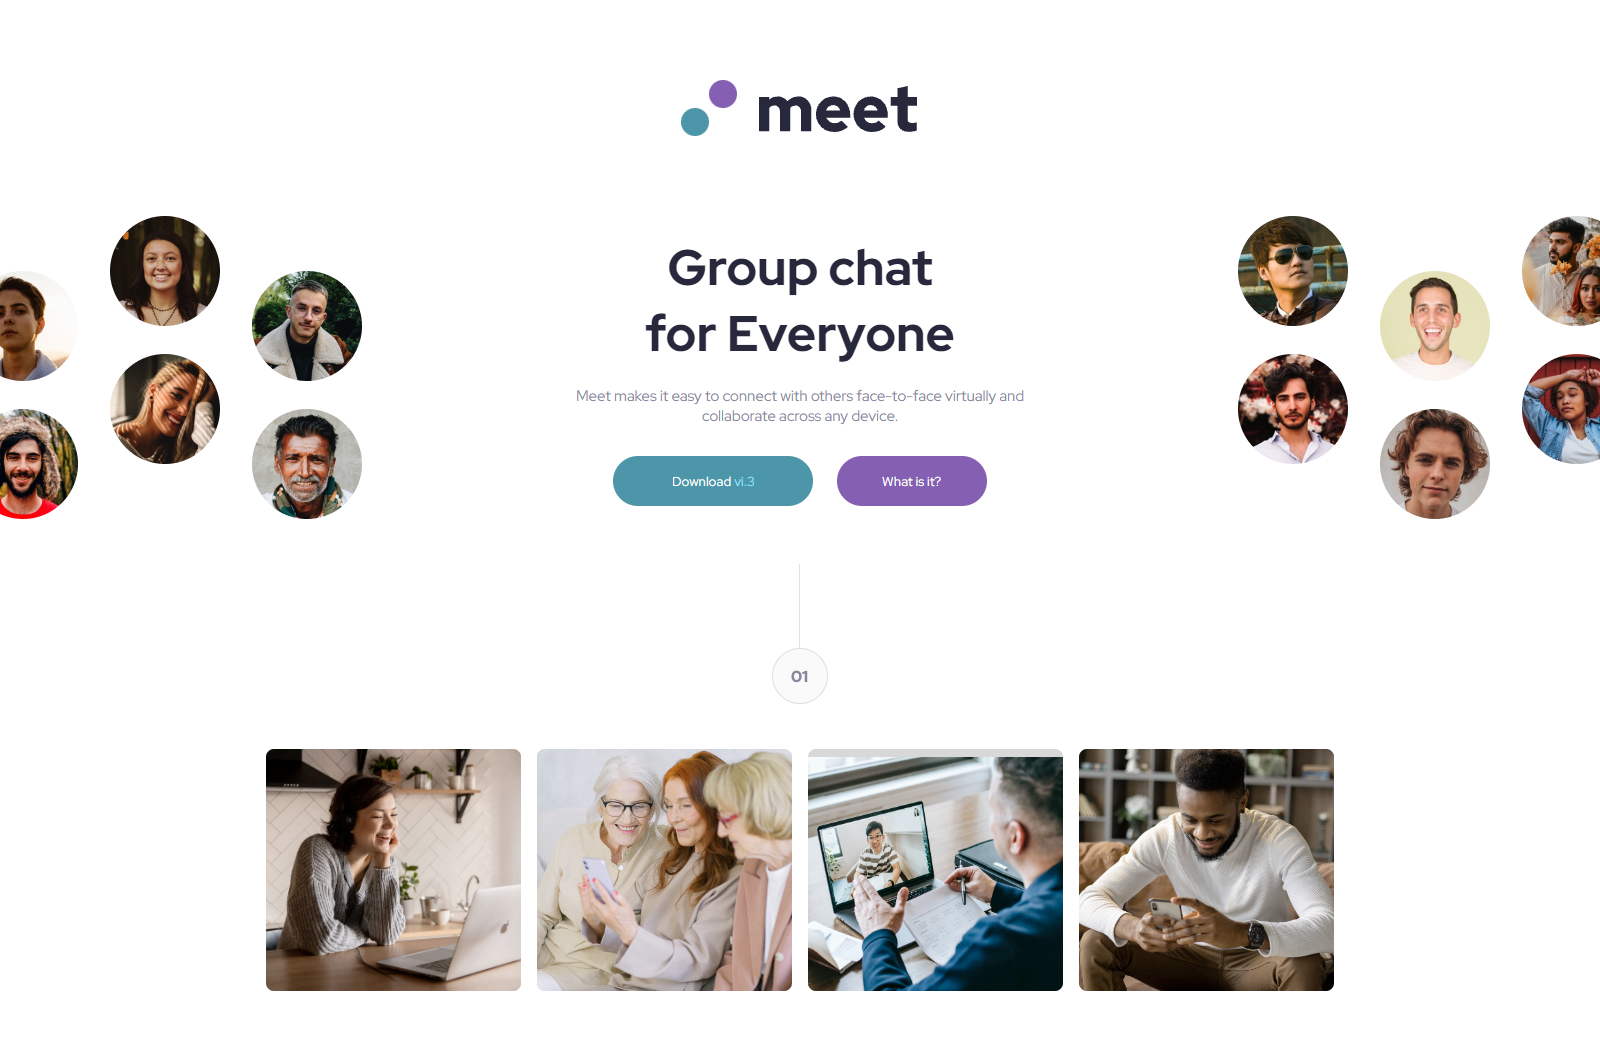 meet
Group chat
for Everyone
Meet makes it easy to connect with others face-to-face virtually and
collaborate across any device.
Download v1.3
What is it?
01